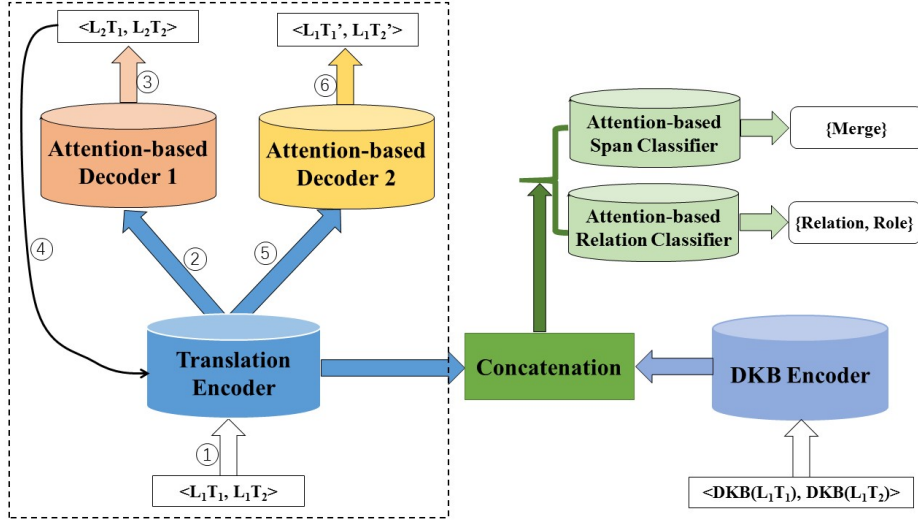 <L₂T₁, L₂T₂>
<L₁T₁’, L₁T₂’>
③
⑥
Attention-based
Decoder 1
Attention-based
Decoder 2
Attention-based
Span Classifier
{Merge}
Attention-based
Relation Classifier
{Relation, Role}
④
②
⑤
Translation
Encoder
Concatenation
DKB Encoder
①
<L₁T₁, L₁T₂>
<DKB(L₁T₁), DKB(L₁T₂)>